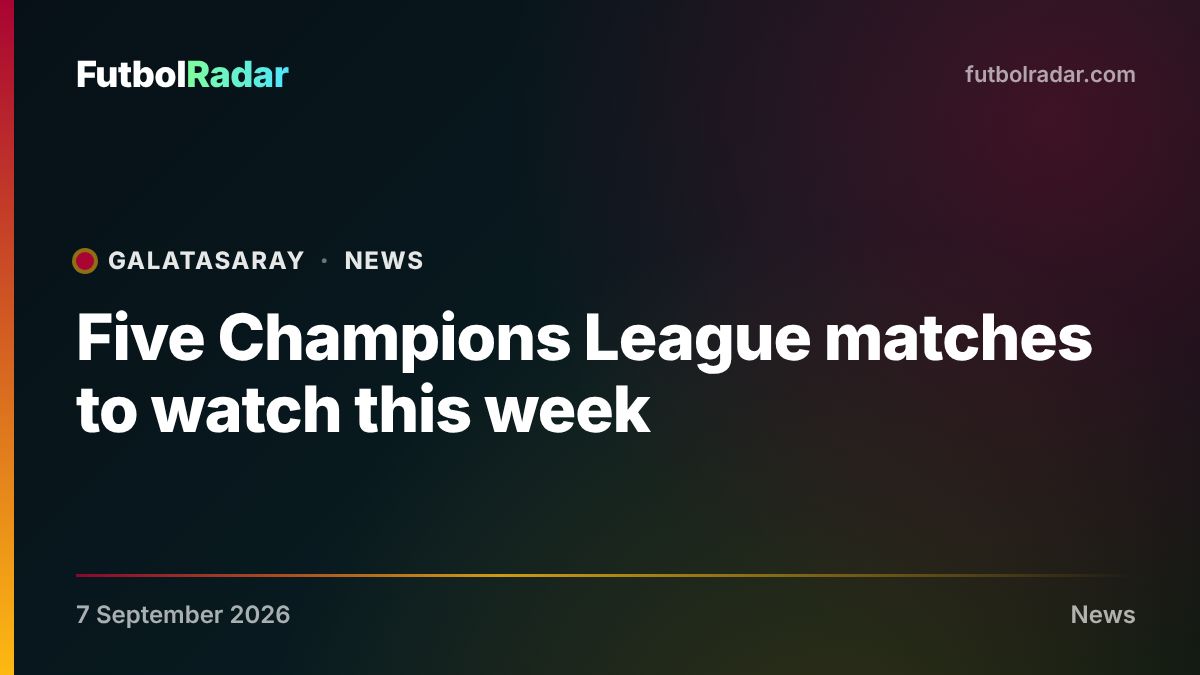 FutbolRadar
futbolradar.com
GALATASARAY · NEWS
Five Champions League matches
to watch this week
7 September 2026
News